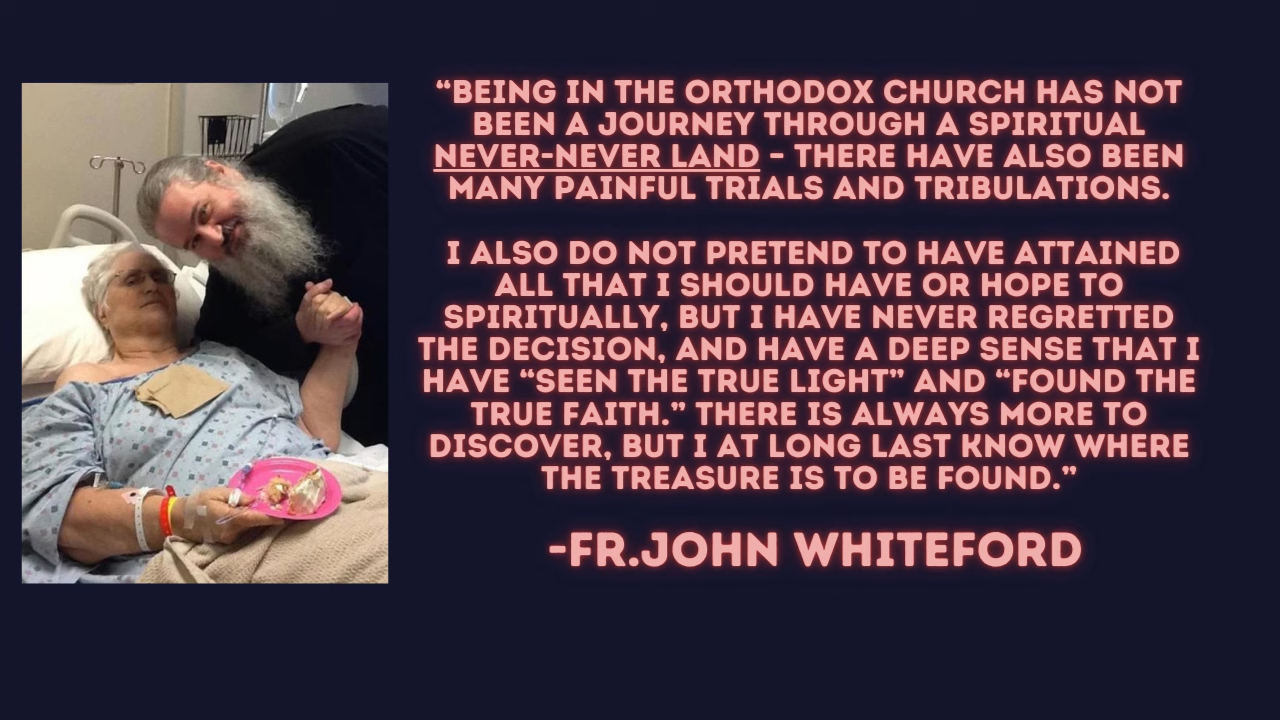 “BEING IN THE ORTHODOX CHURCH HAS NOT
BEEN A JOURNEY THROUGH A SPIRITUAL
NEVER-NEVER LAND - THERE HAVE ALSO BEEN
MANY PAINFUL TRIALS AND TRIBULATIONS.
I ALSO DO NOT PRETEND TO HAVE ATTAINED
ALL THAT I SHOULD HAVE OR HOPE TO
SPIRITUALLY, BUT I HAVE NEVER REGRETTED
THE DECISION, AND HAVE A DEEP SENSE THAT I
HAVE “SEEN THE TRUE LIGHT” AND “FOUND THE
TRUE FAITH.” THERE IS ALWAYS MORE TO
DISCOVER, BUT I AT LONG LAST KNOW WHERE
THE TREASURE IS TO BE FOUND.”
-FR.JOHN WHITEFORD